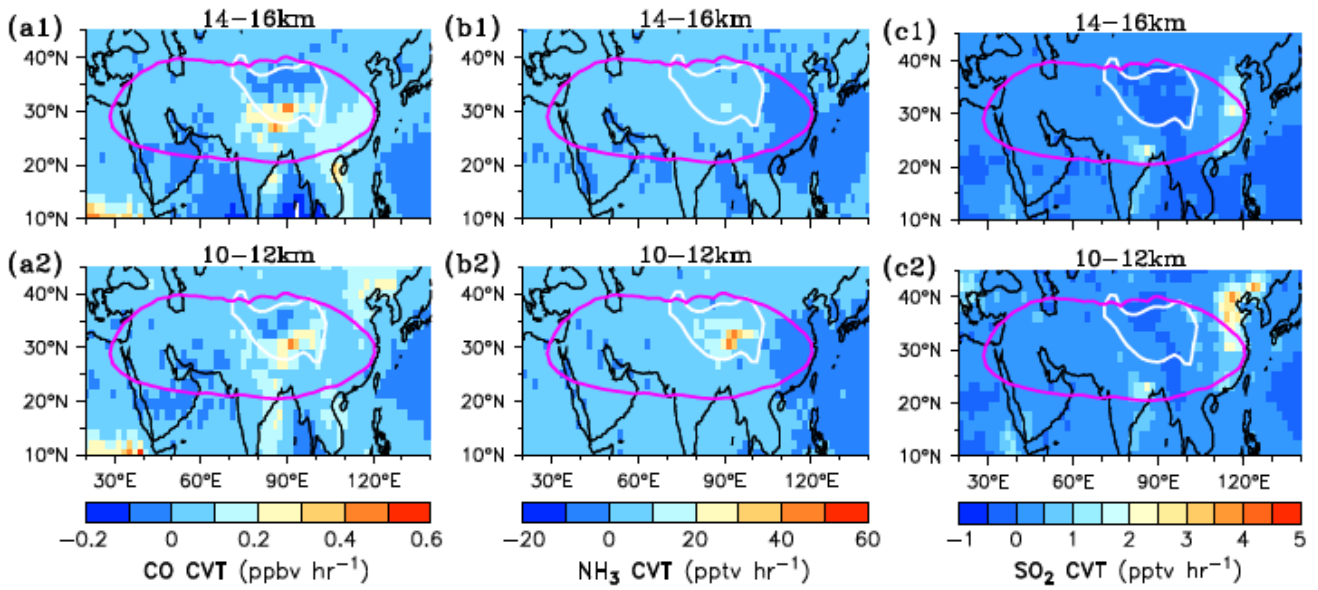 (a1) 14−16km (b1) 14−16km (c1) 14−16km
40°N 40°N 40°N
30°N 30°N 30°N
20°N 20°N 20°N
10°N 10°N 10°N
(a2) 10−12km (b2) 10−12km (c2) 10−12km
40°N 40°N 40°N
30°N 30°N 30°N
20°N 20°N 20°N
10°N 10°N 10°N
30°E 60°E 90°E 120°E 30°E 60°E 90°E 120°E 30°E 60°E 90°E 120°E
−0.2 0 0.2 0.4 0.6 −20 0 20 40 60 −1 0 1 2 3 4 5
CO CVT (ppbv hr⁻¹) NH₃ CVT (pptv hr⁻¹) SO₂ CVT (pptv hr⁻¹)